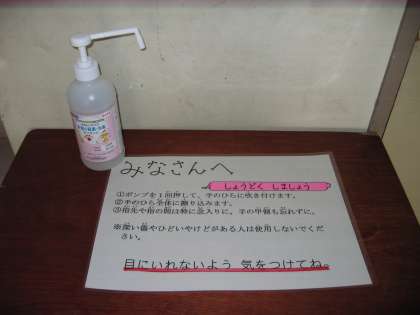 みなさんへ
しょうどく しましょう
①ポンプを1回押して、手のひらに吹き付けます。
②手のひら全体に擦り込みます。
③指先や指の間は特に念入りに、手の甲側も忘れずに。
※深い傷やひどいやけどがある人は使用しないでくだ
さい。
目にいれないよう 気をつけてね。